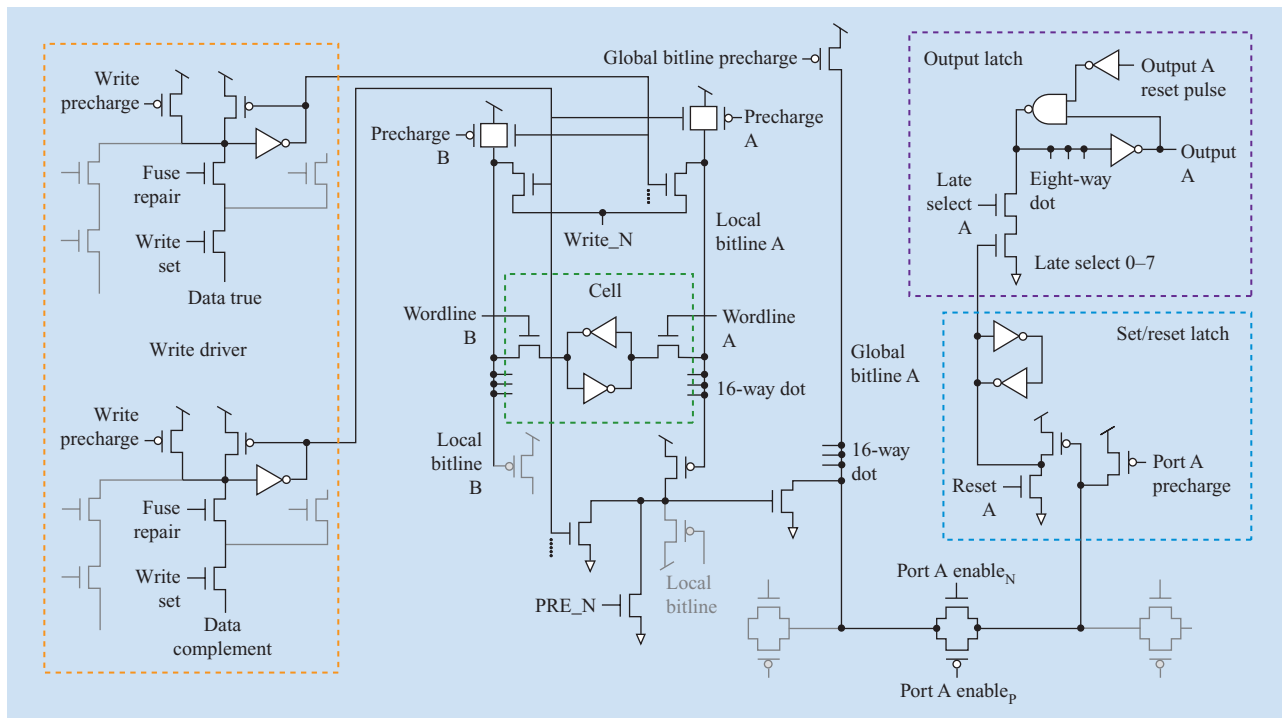 Write
precharge
Fuse
repair
Write
set
Data true
Write driver
Write
precharge
Fuse
repair
Write
set
Data
complement
Global bitline precharge
Precharge
B
Precharge
A
Write_N
Local
bitline A
Cell
Wordline
B
Wordline
A
16-way dot
Local
bitline
B
Local
bitline
PRE_N
Global
bitline A
16-way
dot
Output latch
Output A
reset pulse
Output
A
Eight-way
dot
Late
select
A
Late select 0–7
Set/reset latch
Reset
A
Port A
precharge
Port A enableN
Port A enableP